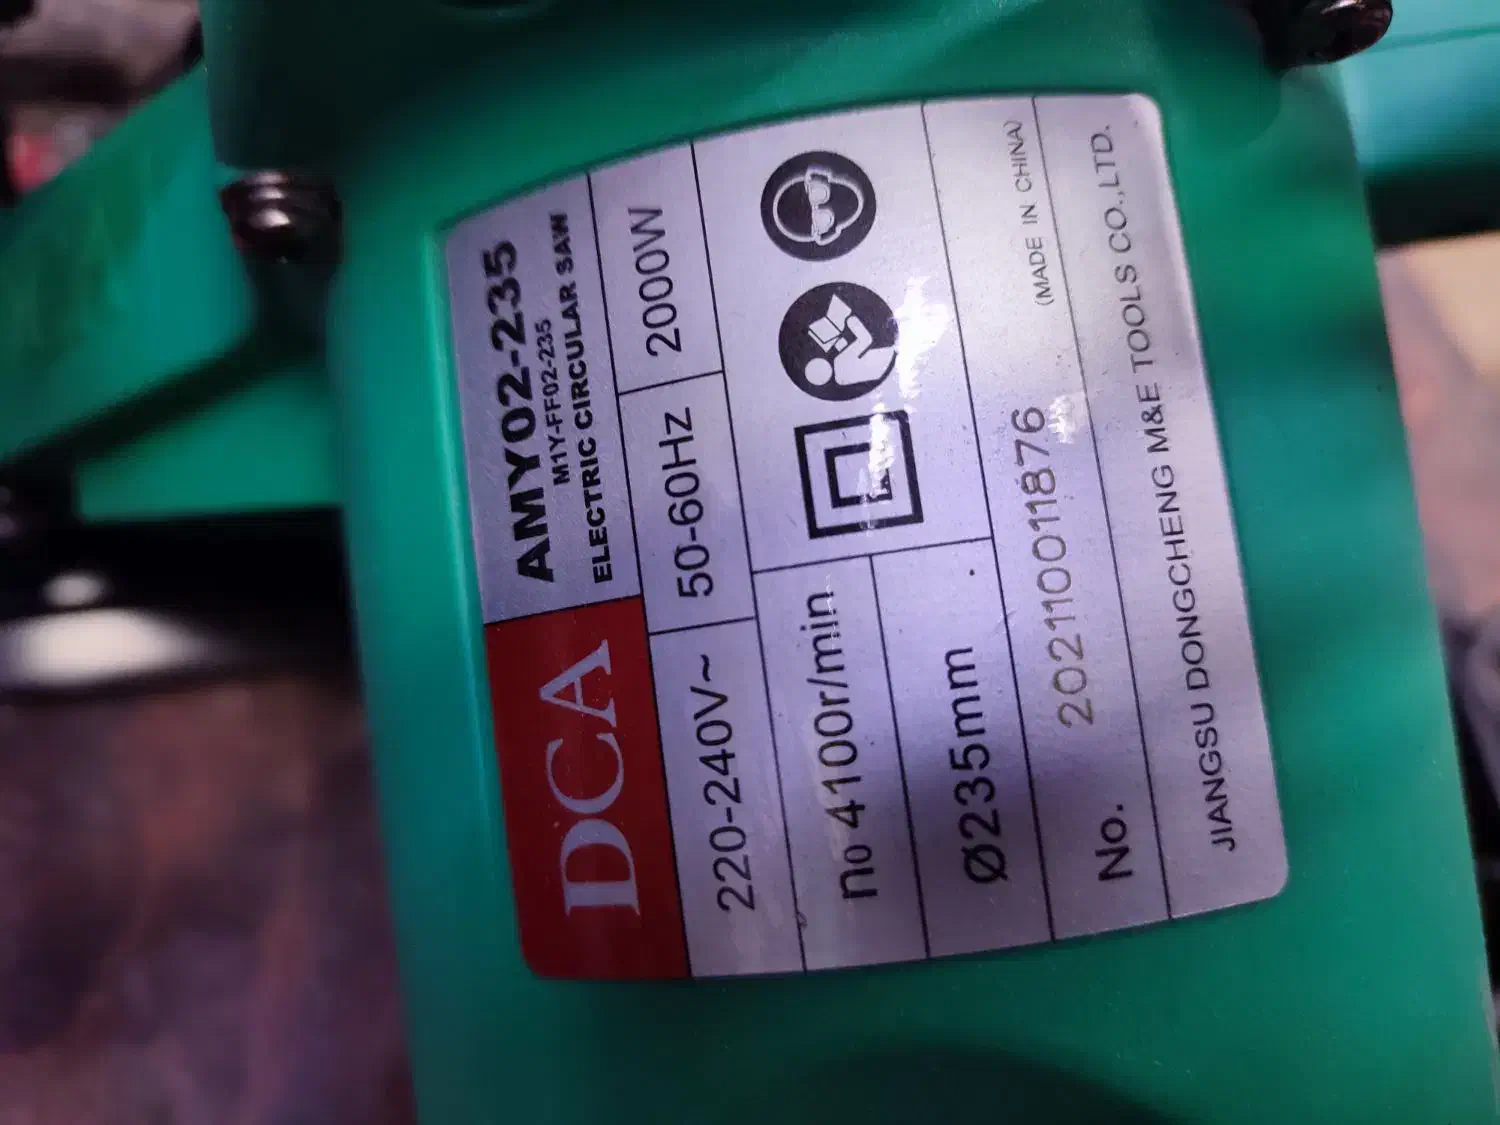 DCA
AMY02-235
M1Y-FF02-235
ELECTRIC CIRCULAR SAW
220-240V~ 50-60Hz 2000W
n0 4100r/min
Ø235mm
No. 202110011876 (MADE IN CHINA)
JIANGSU DONGCHENG M&E TOOLS CO.,LTD.